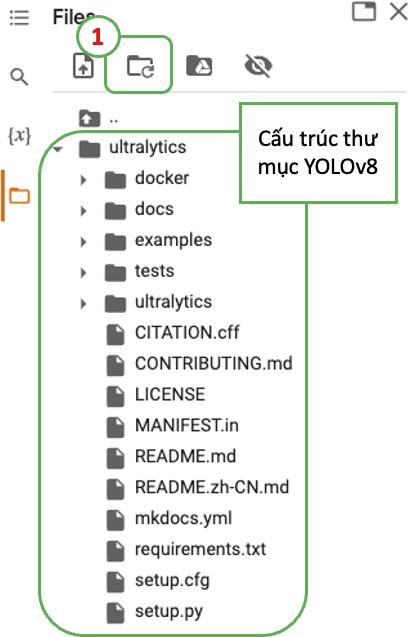 Files
1
{x}
..
Cấu trúc thư
mục YOLOv8
ultralytics
docker
docs
examples
tests
ultralytics
CITATION.cff
CONTRIBUTING.md
LICENSE
MANIFEST.in
README.md
README.zh-CN.md
mkdocs.yml
requirements.txt
setup.cfg
setup.py